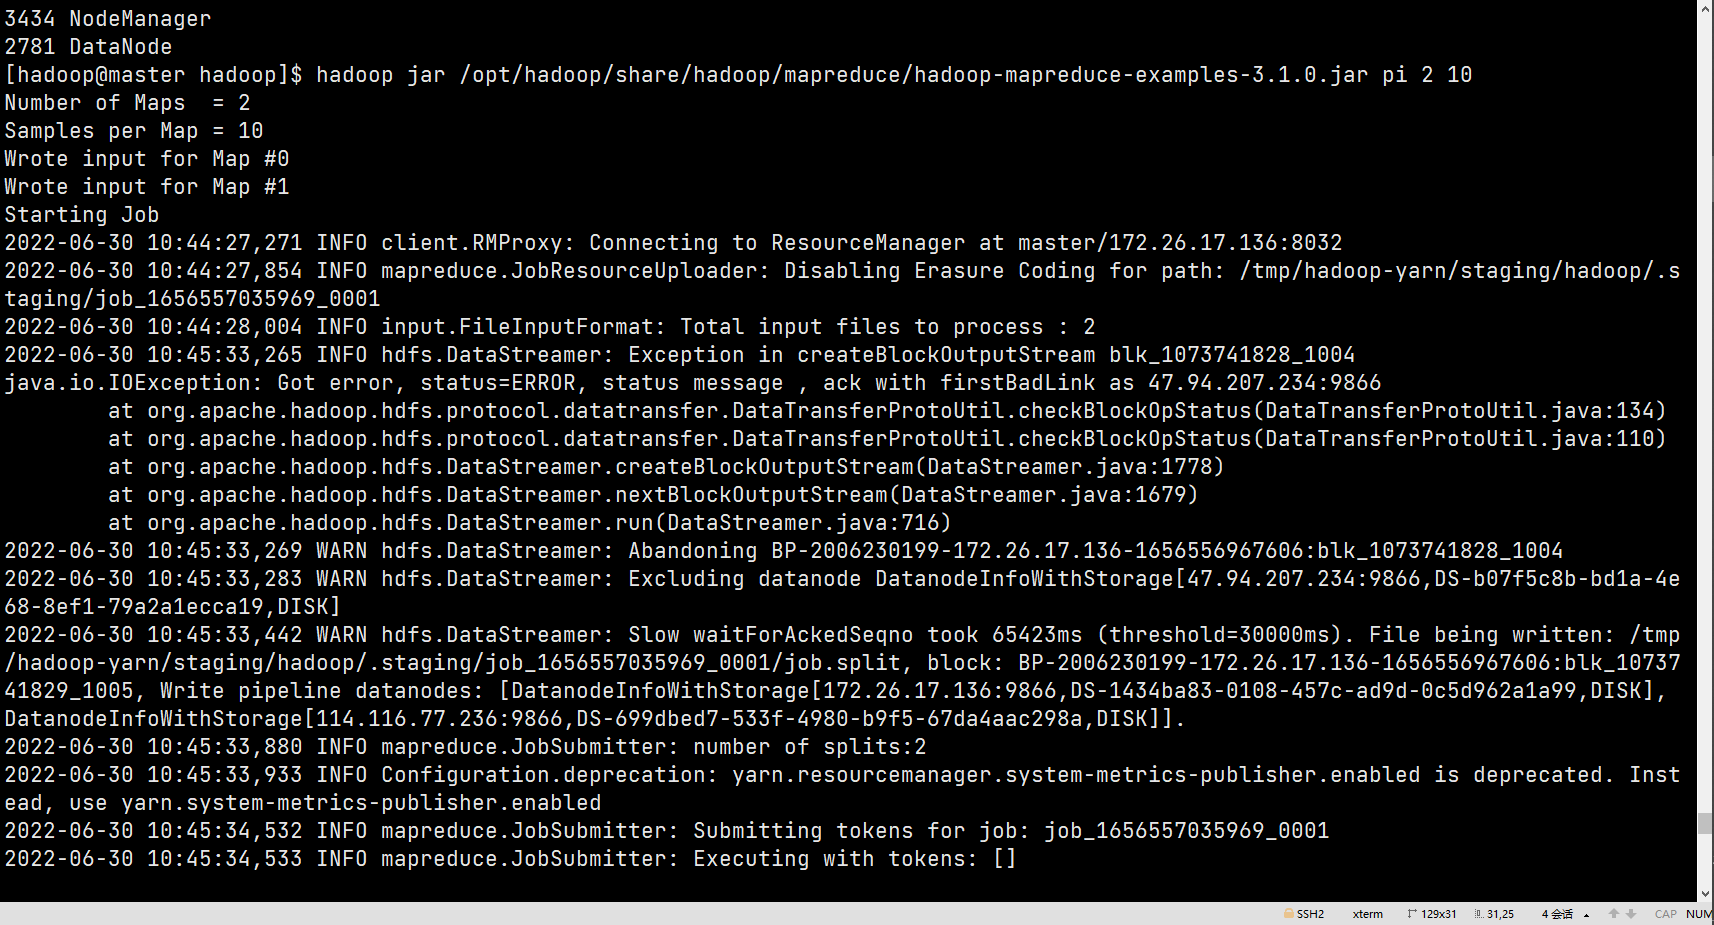 3434 NodeManager
2781 DataNode
[hadoop@master hadoop]$ hadoop jar /opt/hadoop/share/hadoop/mapreduce/hadoop-mapreduce-examples-3.1.0.jar pi 2 10
Number of Maps  = 2
Samples per Map = 10
Wrote input for Map #0
Wrote input for Map #1
Starting Job
2022-06-30 10:44:27,271 INFO client.RMProxy: Connecting to ResourceManager at master/172.26.17.136:8032
2022-06-30 10:44:27,854 INFO mapreduce.JobResourceUploader: Disabling Erasure Coding for path: /tmp/hadoop-yarn/staging/hadoop/.s
taging/job_1656557035969_0001
2022-06-30 10:44:28,004 INFO input.FileInputFormat: Total input files to process : 2
2022-06-30 10:45:33,265 INFO hdfs.DataStreamer: Exception in createBlockOutputStream blk_1073741828_1004
java.io.IOException: Got error, status=ERROR, status message , ack with firstBadLink as 47.94.207.234:9866
        at org.apache.hadoop.hdfs.protocol.datatransfer.DataTransferProtoUtil.checkBlockOpStatus(DataTransferProtoUtil.java:134)
        at org.apache.hadoop.hdfs.protocol.datatransfer.DataTransferProtoUtil.checkBlockOpStatus(DataTransferProtoUtil.java:110)
        at org.apache.hadoop.hdfs.DataStreamer.createBlockOutputStream(DataStreamer.java:1778)
        at org.apache.hadoop.hdfs.DataStreamer.nextBlockOutputStream(DataStreamer.java:1679)
        at org.apache.hadoop.hdfs.DataStreamer.run(DataStreamer.java:716)
2022-06-30 10:45:33,269 WARN hdfs.DataStreamer: Abandoning BP-2006230199-172.26.17.136-1656556967606:blk_1073741828_1004
2022-06-30 10:45:33,283 WARN hdfs.DataStreamer: Excluding datanode DatanodeInfoWithStorage[47.94.207.234:9866,DS-b07f5c8b-bd1a-4e
68-8ef1-79a2a1ecca19,DISK]
2022-06-30 10:45:33,442 WARN hdfs.DataStreamer: Slow waitForAckedSeqno took 65423ms (threshold=30000ms). File being written: /tmp
/hadoop-yarn/staging/hadoop/.staging/job_1656557035969_0001/job.split, block: BP-2006230199-172.26.17.136-1656556967606:blk_10737
41829_1005, Write pipeline datanodes: [DatanodeInfoWithStorage[172.26.17.136:9866,DS-1434ba83-0108-457c-ad9d-0c5d962a1a99,DISK],
DatanodeInfoWithStorage[114.116.77.236:9866,DS-699dbed7-533f-4980-b9f5-67da4aac298a,DISK]].
2022-06-30 10:45:33,880 INFO mapreduce.JobSubmitter: number of splits:2
2022-06-30 10:45:33,933 INFO Configuration.deprecation: yarn.resourcemanager.system-metrics-publisher.enabled is deprecated. Inst
ead, use yarn.system-metrics-publisher.enabled
2022-06-30 10:45:34,532 INFO mapreduce.JobSubmitter: Submitting tokens for job: job_1656557035969_0001
2022-06-30 10:45:34,533 INFO mapreduce.JobSubmitter: Executing with tokens: []
SSH2 xterm 129x31 31,25 4 会话 CAP NUM